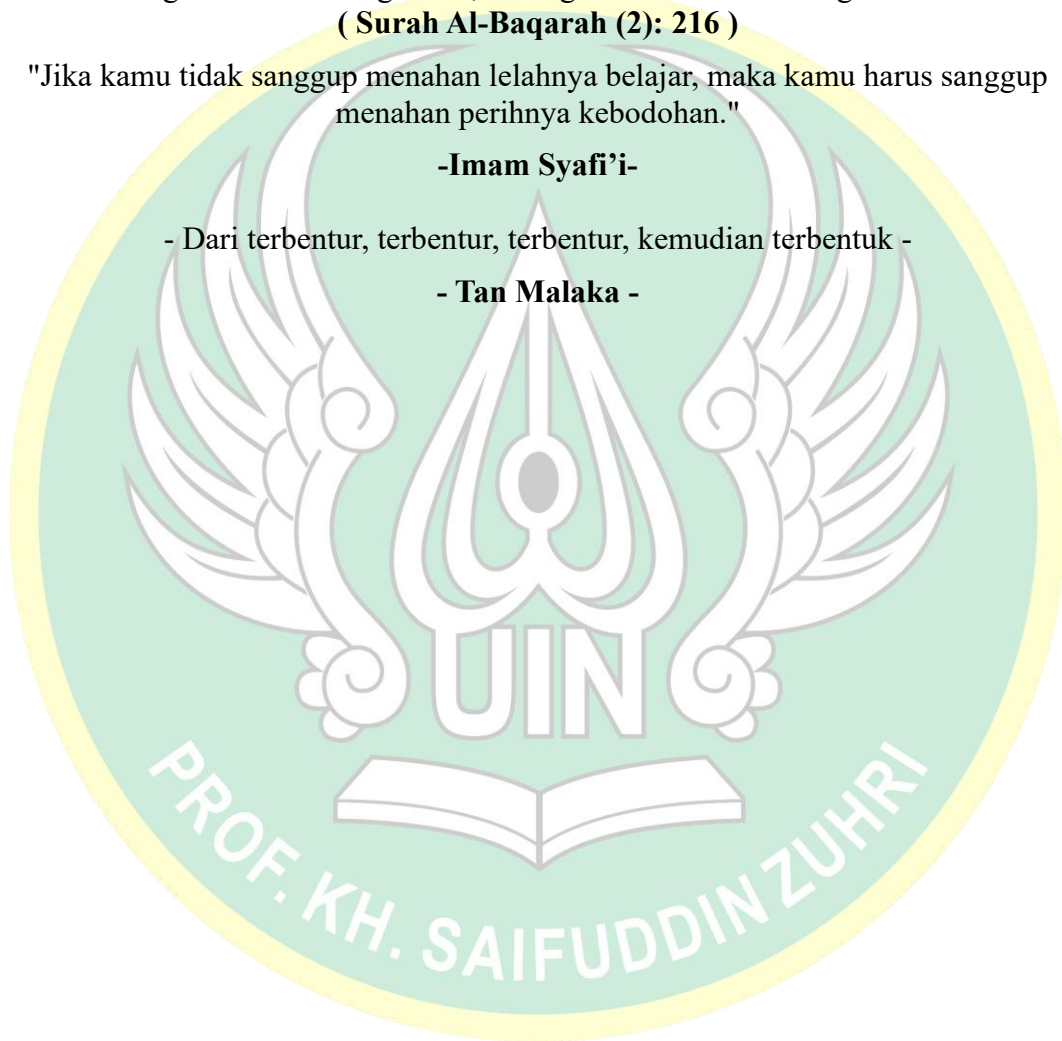 ( Surah Al-Baqarah (2): 216 )
"Jika kamu tidak sanggup menahan lelahnya belajar, maka kamu harus sanggup
menahan perihnya kebodohan."
-Imam Syafi’i-
- Dari terbentur, terbentur, terbentur, kemudian terbentuk -
- Tan Malaka -
UIN
PROF. KH. SAIFUDDIN ZUHRI